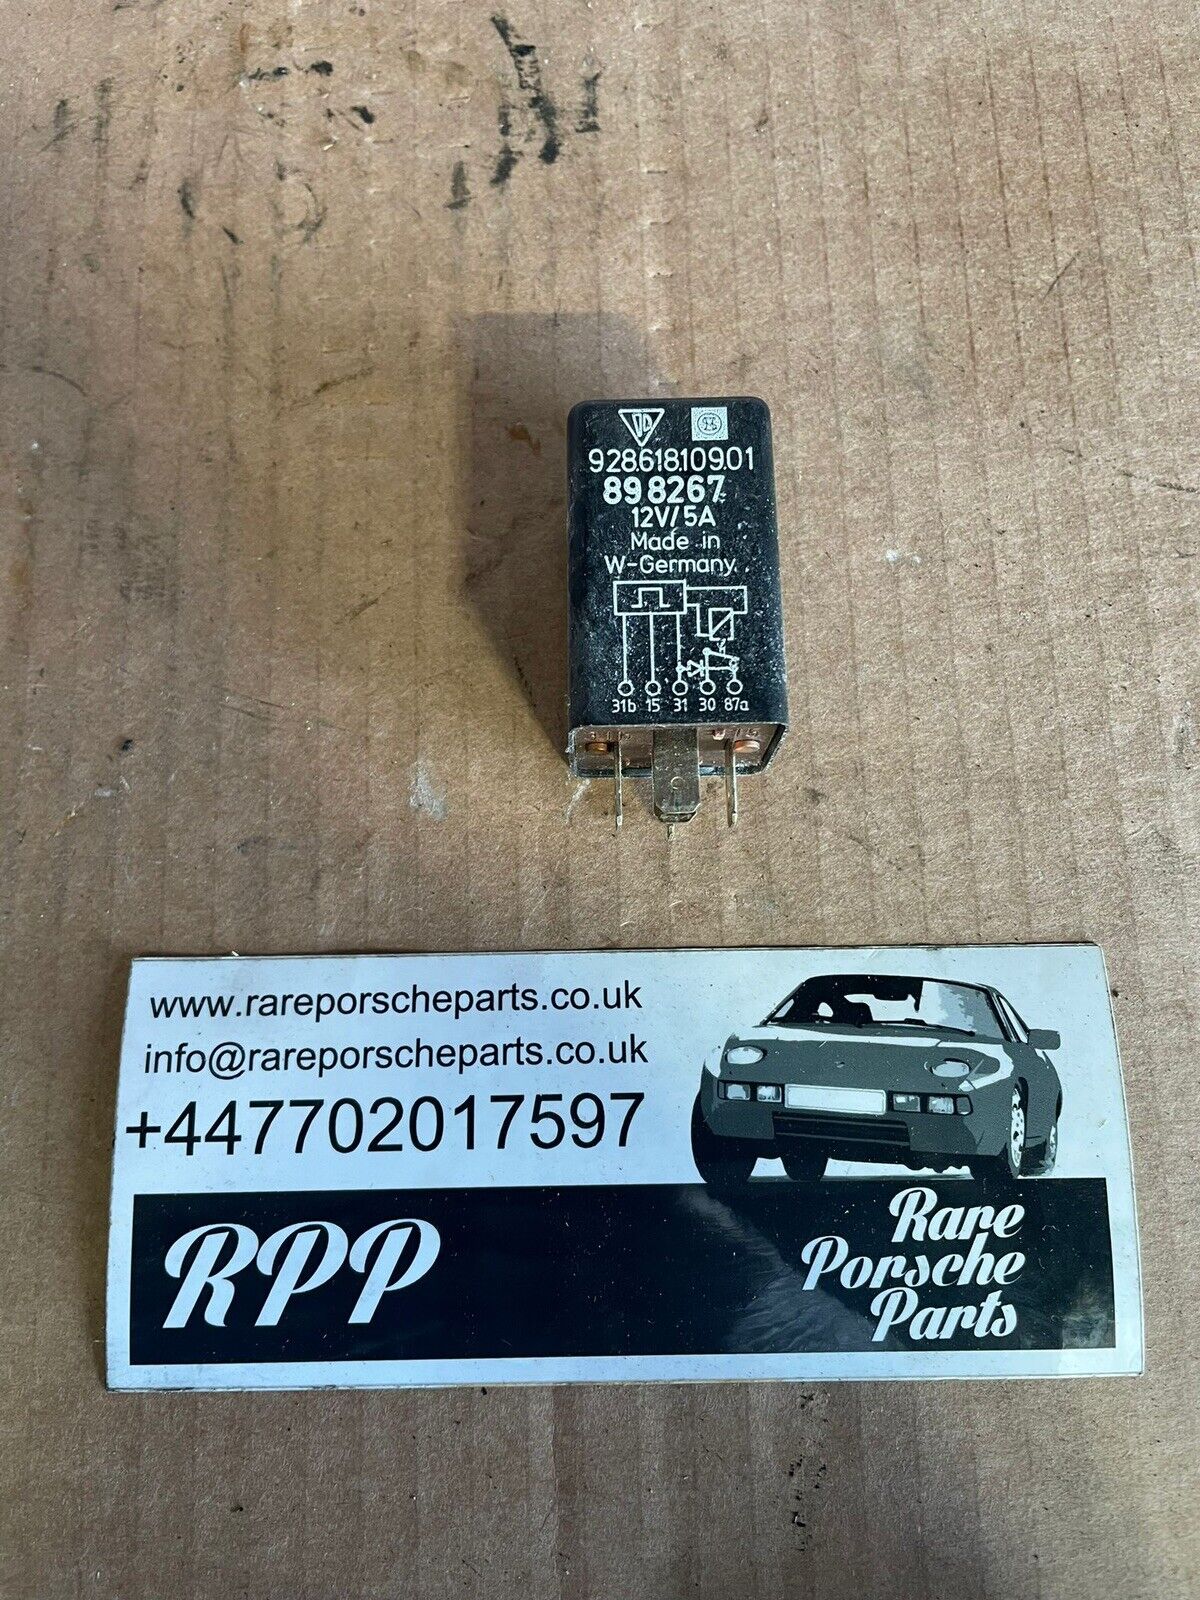 928.618.109.01
89.8267
12V/5A
Made in
W-Germany
31b 15 31 30 87a
www.rareporscheparts.co.uk
info@rareporscheparts.co.uk
+447702017597
RPP
Rare
Porsche
Parts